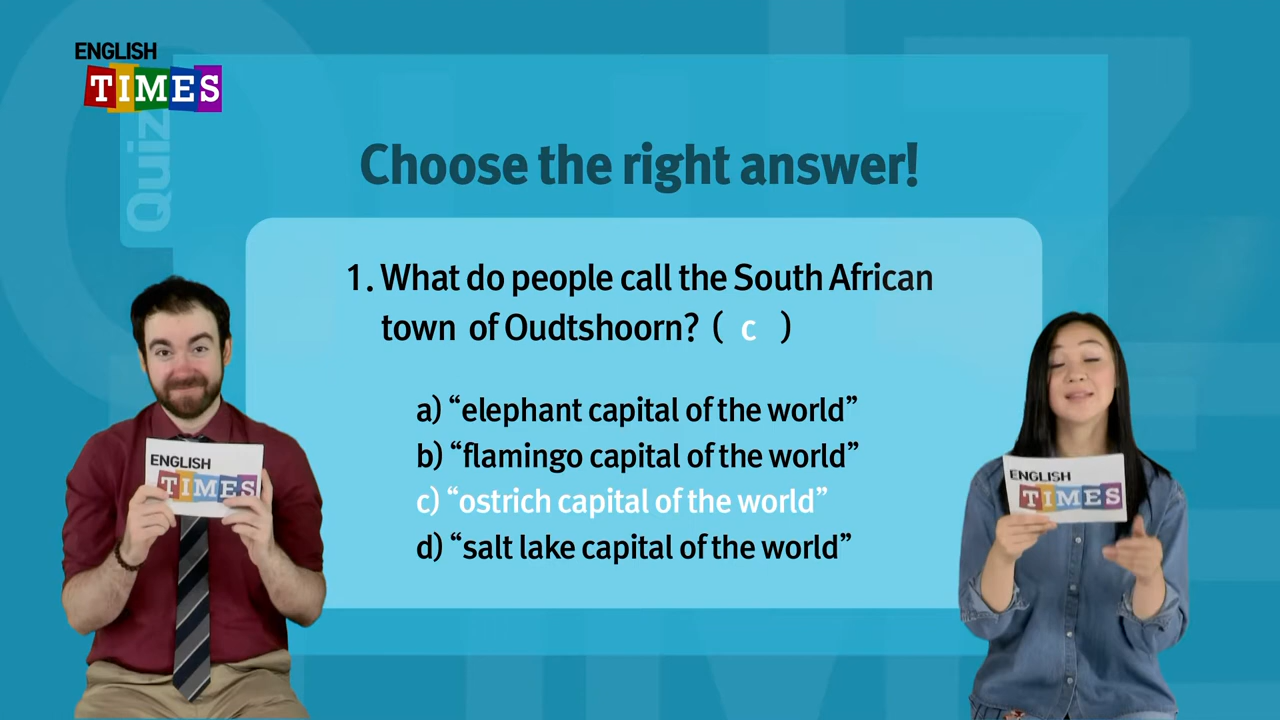 ENGLISH
TIMES
Quiz
Choose the right answer!
1. What do people call the South African
town of Oudtshoorn? ( c )
a) “elephant capital of the world”
b) “flamingo capital of the world”
c) “ostrich capital of the world”
d) “salt lake capital of the world”
ENGLISH
TIMES
ENGLISH
TIMES